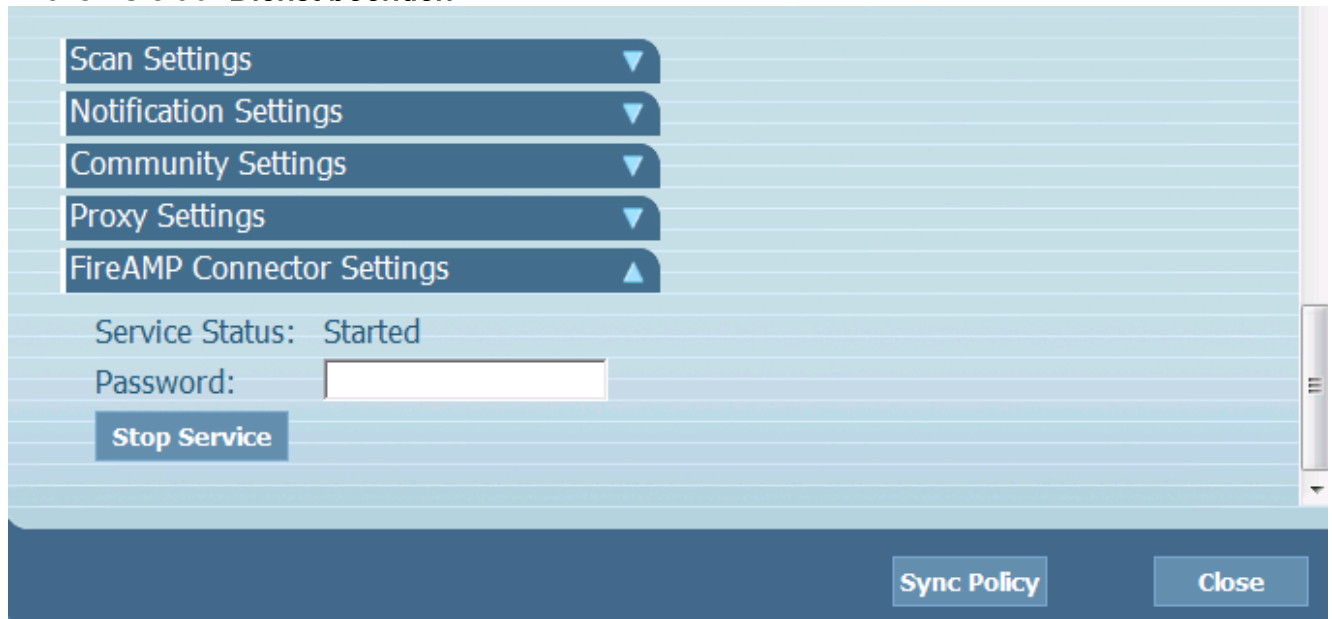 Scan Settings
Notification Settings
Community Settings
Proxy Settings
FireAMP Connector Settings
Service Status: Started
Password:
Stop Service
Sync Policy
Close